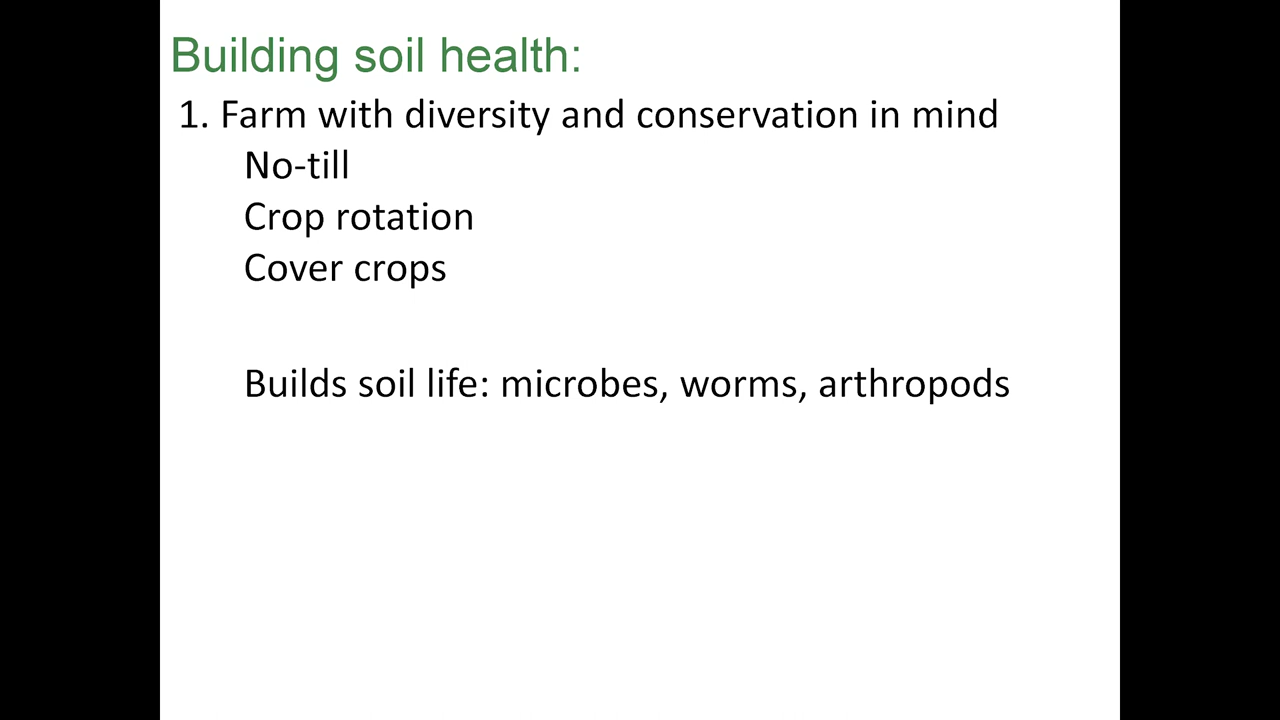 Building soil health:
1. Farm with diversity and conservation in mind
No-till
Crop rotation
Cover crops
Builds soil life: microbes, worms, arthropods